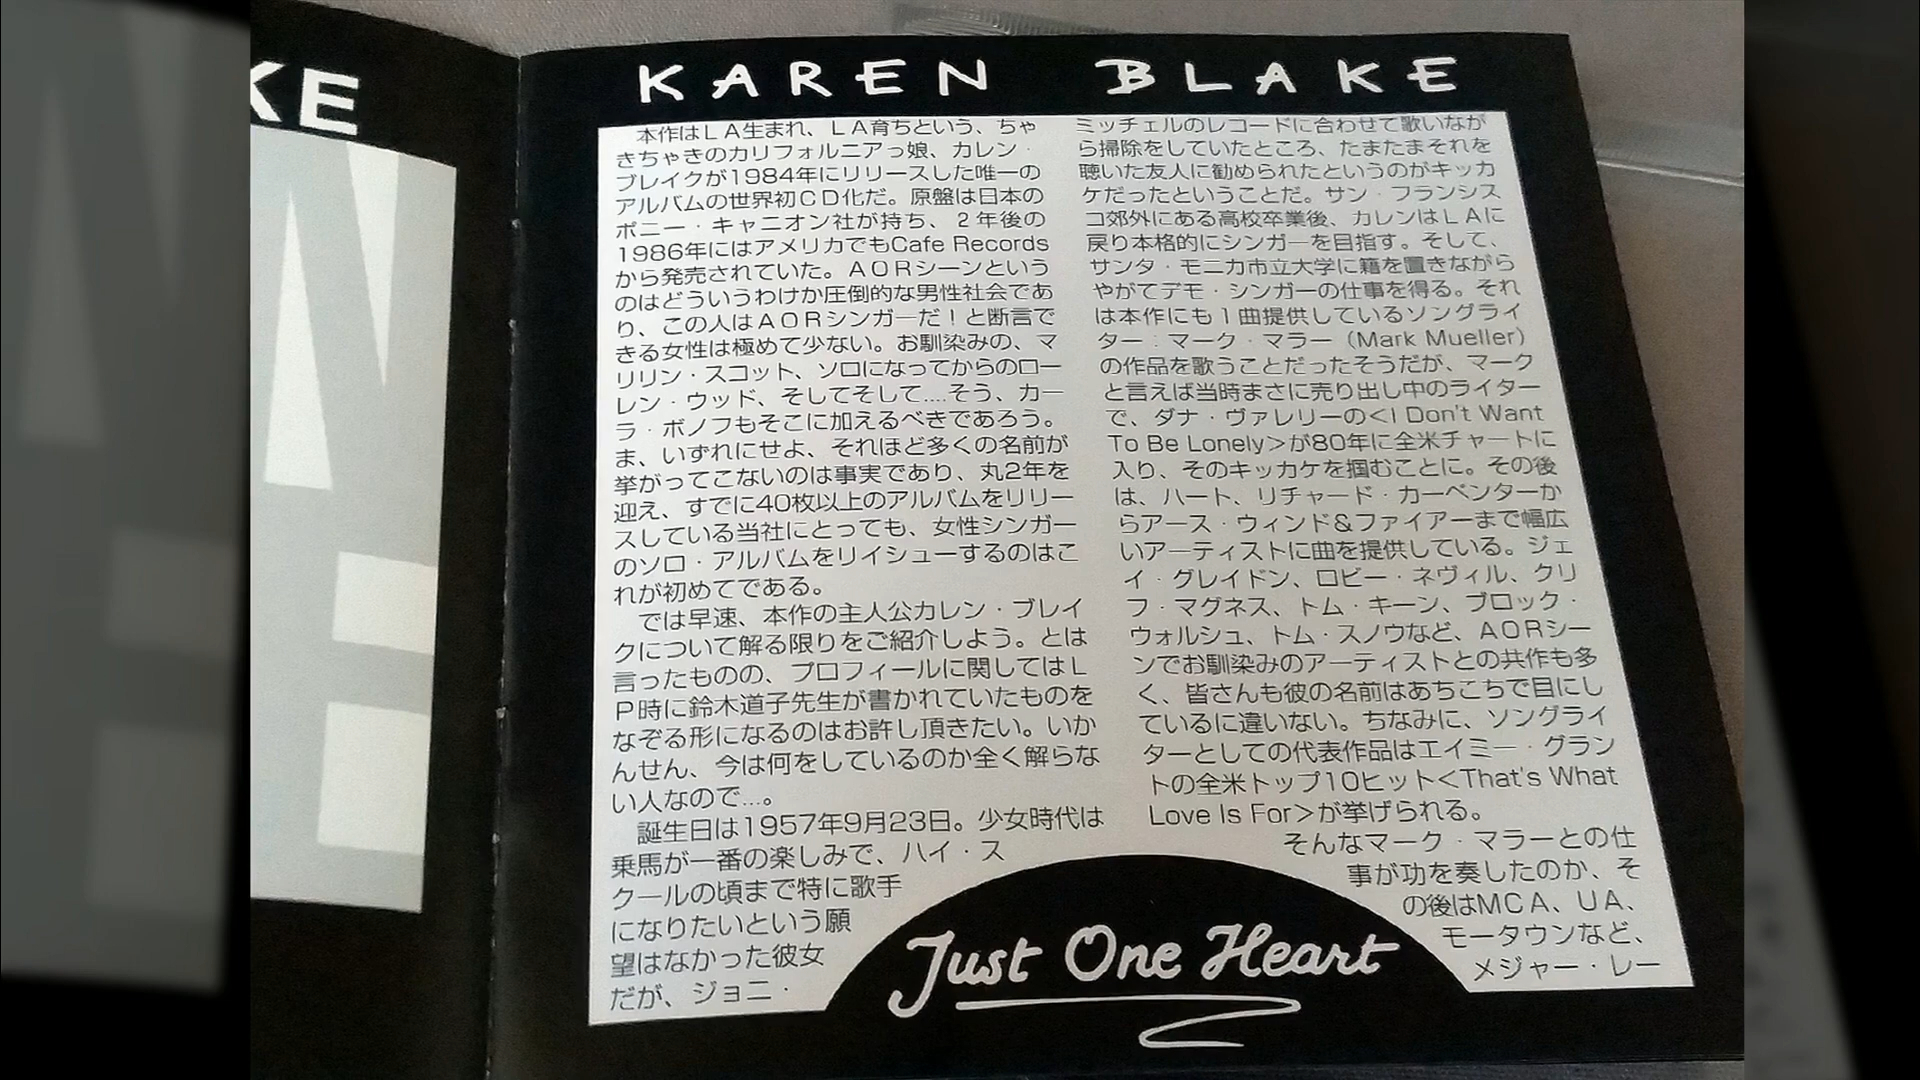 KE
KAREN BLAKE
本作はLA生まれ、LA育ちという、ちゃ
きちゃきのカリフォルニアっ娘、カレン・
ブレイクが1984年にリリースした唯一の
アルバムの世界初CD化だ。原盤は日本の
ポニー・キャニオン社が持ち、2年後の
1986年にはアメリカでもCafe Records
から発売されていた。AORシーンという
のはどういうわけか圧倒的な男性社会であ
り、この人はAORシンガーだ！と断言で
きる女性は極めて少ない。お馴染みの、マ
リリン・スコット、ソロになってからのロー
レン・ウッド、そしてそして....そう、カー
ラ・ボノフもそこに加えるべきであろう。
ま、いずれにせよ、それほど多くの名前が
挙がってこないのは事実であり、丸2年を
迎え、すでに40枚以上のアルバムをリリー
スしている当社にとっても、女性シンガー
のソロ・アルバムをリイシューするのはこ
れが初めてである。
では早速、本作の主人公カレン・ブレイ
クについて解る限りをご紹介しよう。とは
言ったものの、プロフィールに関してはL
P時に鈴木道子先生が書かれていたものを
なぞる形になるのはお許し頂きたい。いか
んせん、今は何をしているのか全く解らな
い人なので...。
誕生日は1957年9月23日。少女時代は
乗馬が一番の楽しみで、ハイ・ス
クールの頃まで特に歌手
になりたいという願
望はなかった彼女
だが、ジョニ・
ミッチェルのレコードに合わせて歌いなが
ら掃除をしていたところ、たまたまそれを
聴いた友人に勧められたというのがキッカ
ケだったということだ。サン・フランシス
コ郊外にある高校卒業後、カレンはLAに
戻り本格的にシンガーを目指す。そして、
サンタ・モニカ市立大学に籍を置きながら
やがてデモ・シンガーの仕事を得る。それ
は本作にも1曲提供しているソングライ
ター：マーク・マラー（Mark Mueller）
の作品を歌うことだったそうだが、マーク
と言えば当時まさに売り出し中のライター
で、ダナ・ヴァレリーの<I Don't Want
To Be Lonely>が80年に全米チャートに
入り、そのキッカケを掴むことに。その後
は、ハート、リチャード・カーペンターか
らアース・ウィンド&ファイアーまで幅広
いアーティストに曲を提供している。ジェ
イ・グレイドン、ロビー・ネヴィル、クリ
フ・マグネス、トム・キーン、ブロック・
ウォルシュ、トム・スノウなど、AORシー
ンでお馴染みのアーティストとの共作も多
く、皆さんも彼の名前はあちこちで目にし
ているに違いない。ちなみに、ソングライ
ターとしての代表作品はエイミー・グラン
トの全米トップ10ヒット<That's What
Love Is For>が挙げられる。
そんなマーク・マラーとの仕
事が功を奏したのか、そ
の後はMCA、UA、
モータウンなど、
メジャー・レー
Just One Heart